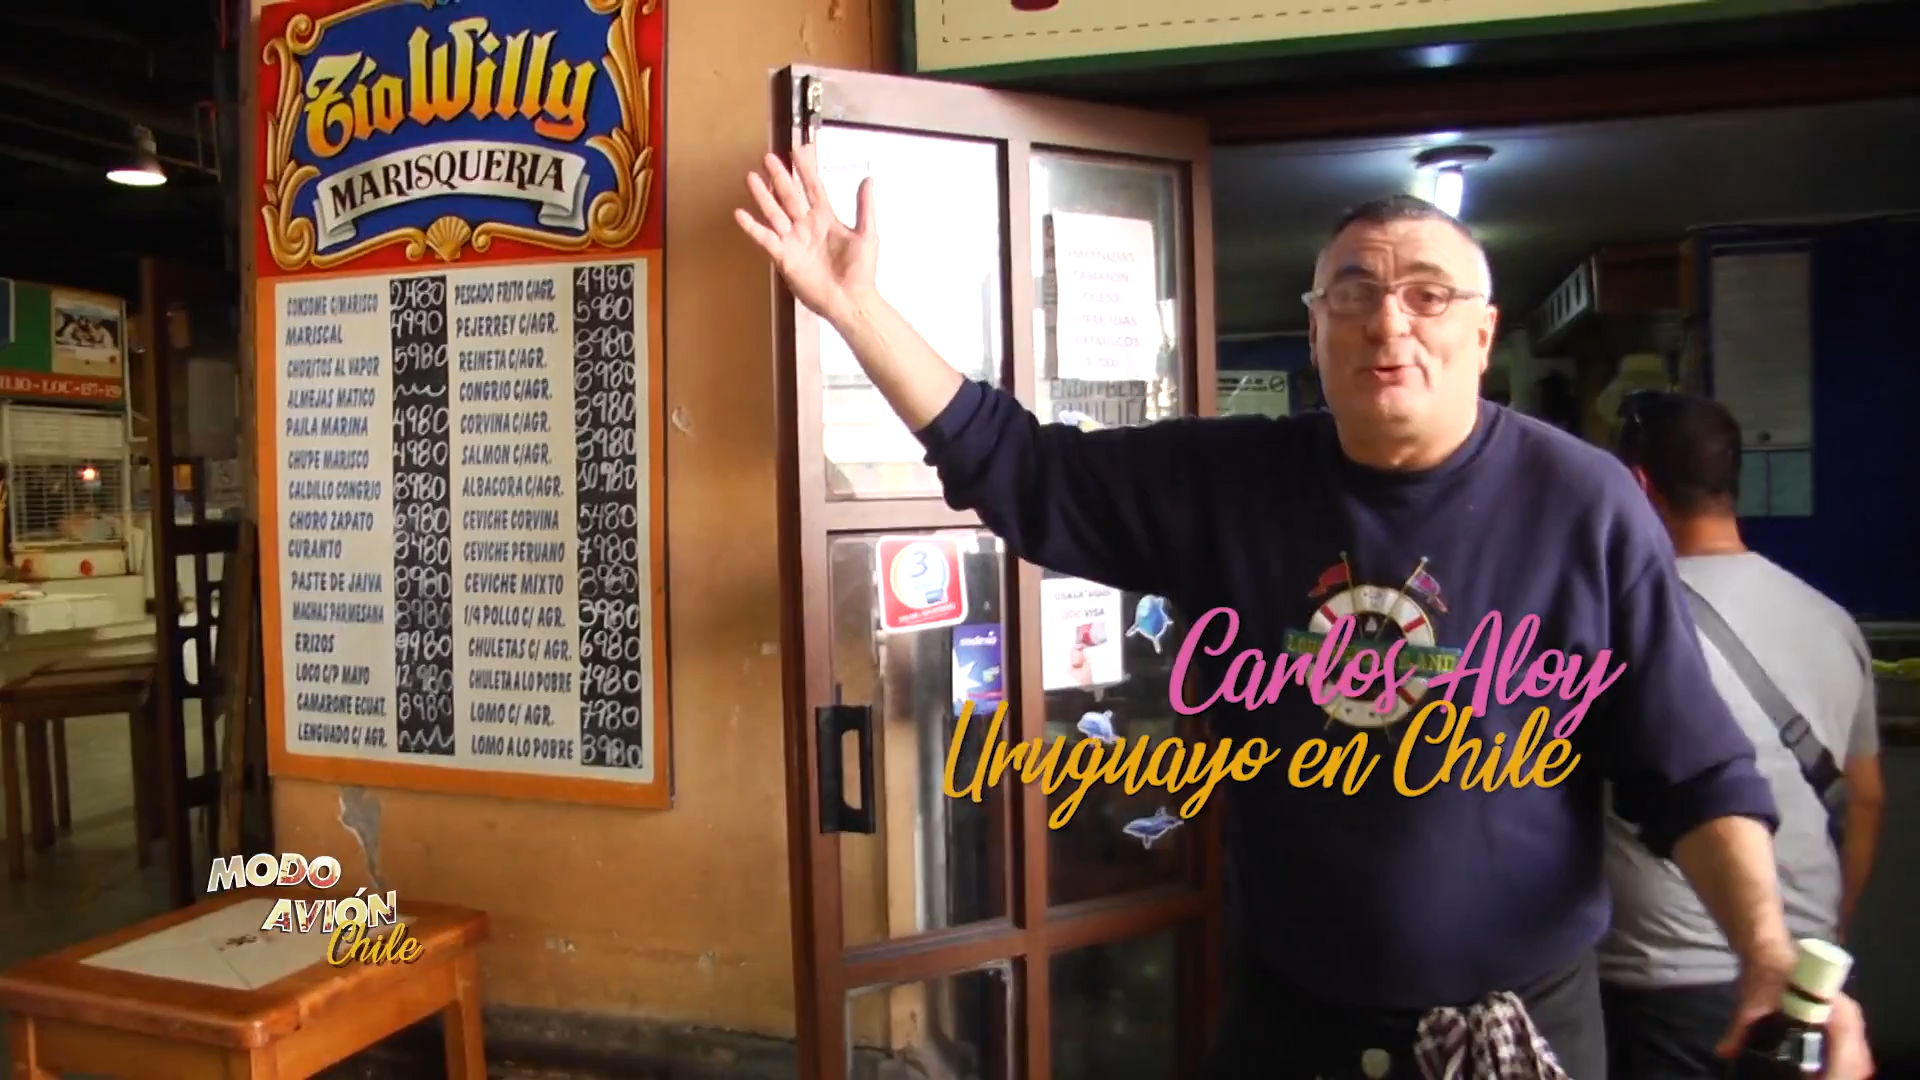 Tío Willy
MARISQUERIA
CONSOME C/MARISCO 2480
MARISCAL 4990
CHORITOS AL VAPOR 5980
ALMEJAS MATICO
PAILA MARINA 4980
CHUPE MARISCO 4980
CALDILLO CONGRIO 8980
CHORO ZAPATO 6980
CURANTO 8480
PASTE DE JAIVA 8980
MACHAS PARMESANA 8980
ERIZOS 9980
LOCO C/P MAYO 12.980
CAMARONE ECUAT. 8980
LENGUADO C/ AGR.
PESCADO FRITO C/AGR. 4980
PEJERREY C/AGR. 5980
REINETA C/AGR. 8980
CONGRIO C/AGR. 8980
CORVINA C/AGR. 8980
SALMON C/AGR. 8980
ALBACORA C/AGR. 10.980
CEVICHE CORVINA 5480
CEVICHE PERUANO 7980
CEVICHE MIXTO 8980
1/4 POLLO C/ AGR. 3980
CHULETAS C/ AGR. 6980
CHULETA A LO POBRE 7980
LOMO C/ AGR. 7980
LOMO A LO POBRE 8980
3
VISA
Carlos Aloy
Uruguayo en Chile
MODO
AVIÓN
Chile